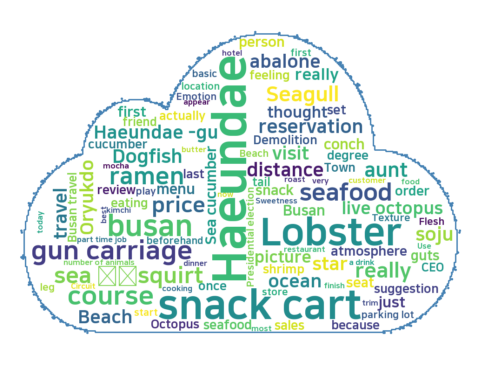 hotel
person
first
basic
abalone
location
feeling
really
Emotion
Seagull
appear
actually
thought
set
first
friend
reservation
Haeundae -gu
Demolition
conch
cucumber
butter
Beach
visit
degree
Dogfish
mocha
distance
Town
aunt
ramen
last
tail
roast
very
customer
food
review
play
menu
snack
seafood
order
Busan travel
Oryukdo
eating
price
Sweetness
travel
best
kimchi
sea cucumber
Haeundae
now
Presidential election
Busan
live octopus
today
busan
Texture
Flesh
part time job
beforehand
US
Lobster
soju
gun carriage
restaurant
atmosphere
Use
number of animals
dinner
picture
a drink
guts
sea
squirt
shrimp
star
really
CEO
leg
Circuit
cooking
once
ocean
finish
seat
suggestion
course
store
trim
just
Beach
start
snack cart
parking lot
Octopus
seafood
most
sales
because